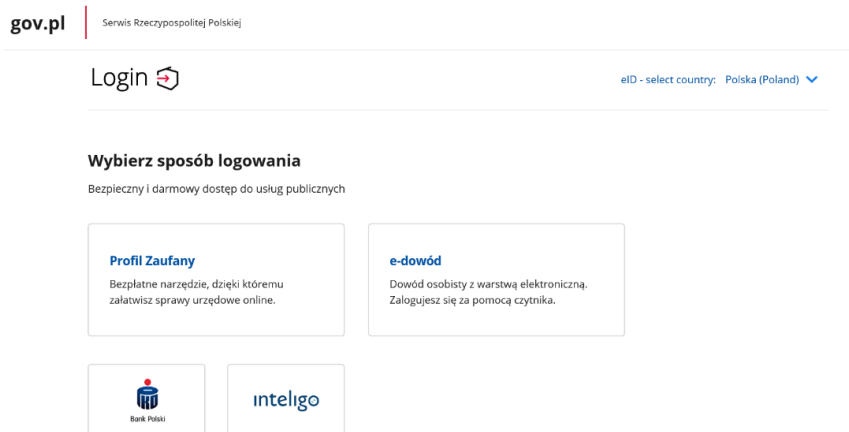 gov.pl Serwis Rzeczypospolitej Polskiej
Login
eID - select country: Polska (Poland)
Wybierz sposób logowania
Bezpieczny i darmowy dostęp do usług publicznych
Profil Zaufany
Bezpłatne narzędzie, dzięki któremu
załatwisz sprawy urzędowe online.
e-dowód
Dowód osobisty z warstwą elektroniczną.
Zalogujesz się za pomocą czytnika.
Bank Polski
inteligo